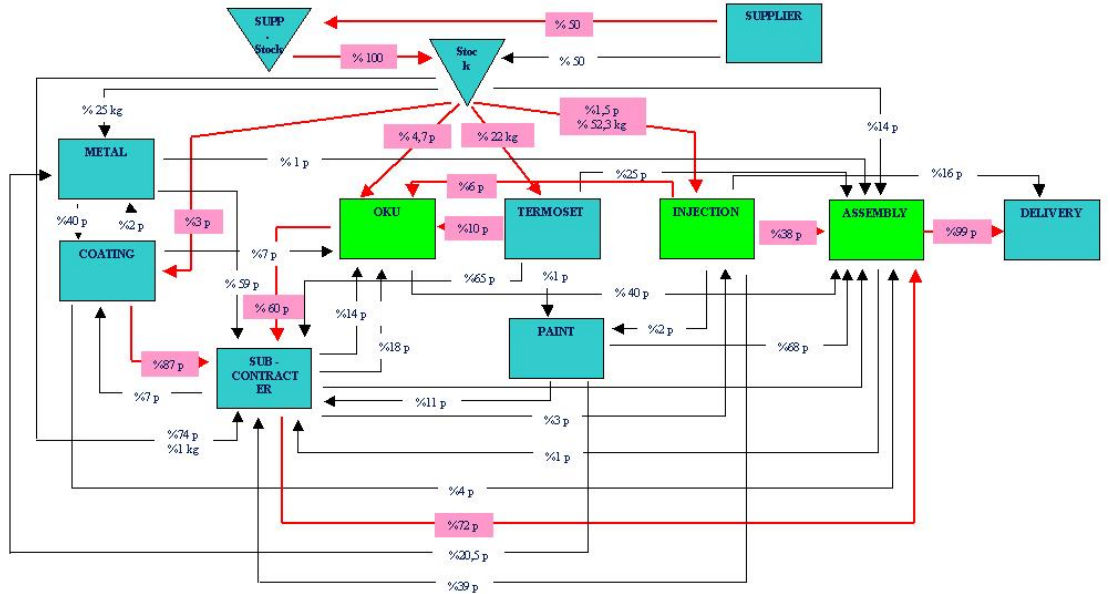 SUPP
-
Stock
% 50
SUPPLIER
% 100
Stoc
k
% 50
% 25 kg
%1,5 p
% 52,3 kg
% 4,7 p
% 22 kg
%14 p
METAL
% 1 p
%25 p
%16 p
%6 p
%40 p
%2 p
%3 p
OKU
%10 p
TERMOSET
INJECTION
%38 p
ASSEMBLY
%99 p
DELIVERY
COATING
%7 p
% 59 p
%65 p
%1 p
% 40 p
% 60 p
%14 p
PAINT
%2 p
%18 p
%68 p
%87 p
SUB -
CONTRACT
ER
%7 p
%11 p
%3 p
%74 p
%1 kg
%1 p
%4 p
%72 p
%20,5 p
%39 p